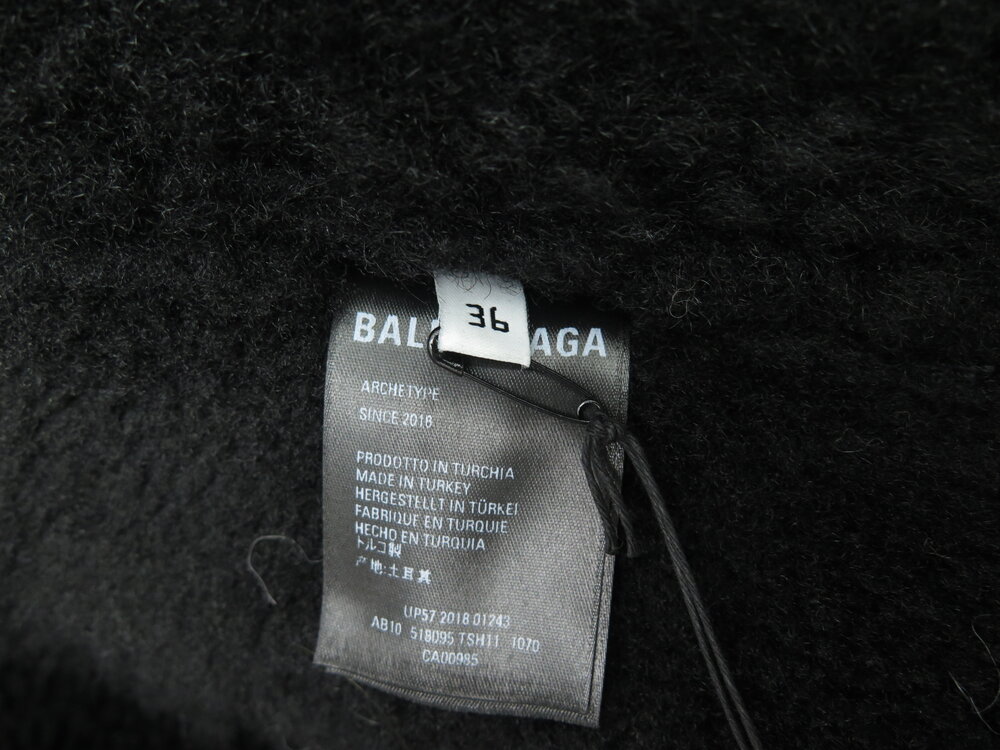 36
BAL AGA
ARCHETYPE
SINCE 2018
PRODOTTO IN TURCHIA
MADE IN TURKEY
HERGESTELLT IN TÜRKEI
FABRIQUE EN TURQUIE
HECHO EN TURQUIA
トルコ製
产地:土耳其
UP57 2018 01243
AB10 518095 TSH11 1070
CA00985